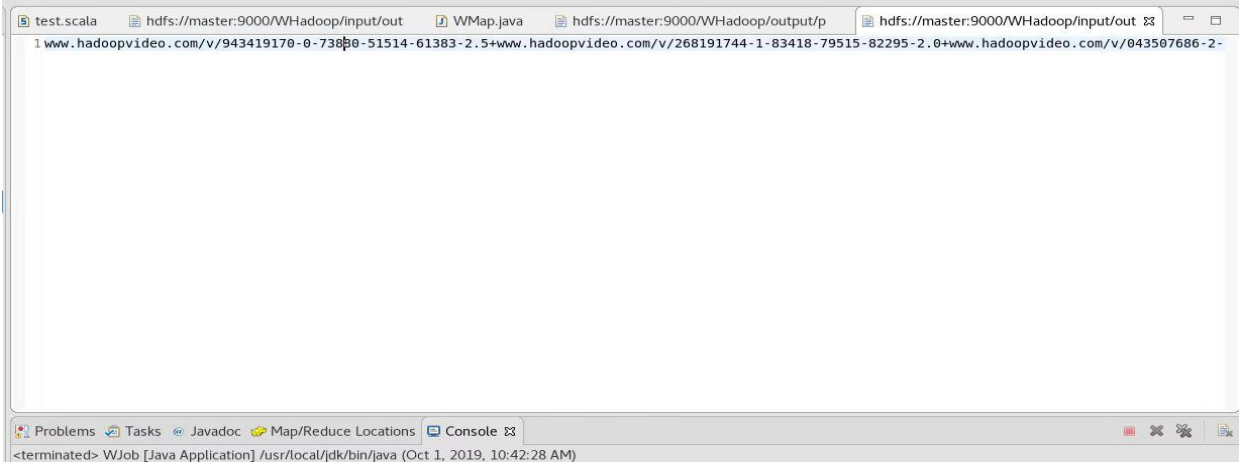 test.scala hdfs://master:9000/WHadoop/input/out WMap.java hdfs://master:9000/WHadoop/output/p hdfs://master:9000/WHadoop/input/out
1 www.hadoopvideo.com/v/943419170-0-73880-51514-61383-2.5+www.hadoopvideo.com/v/268191744-1-83418-79515-82295-2.0+www.hadoopvideo.com/v/043507686-2-
Problems Tasks @ Javadoc Map/Reduce Locations Console
<terminated> WJob [Java Application] /usr/local/jdk/bin/java (Oct 1, 2019, 10:42:28 AM)